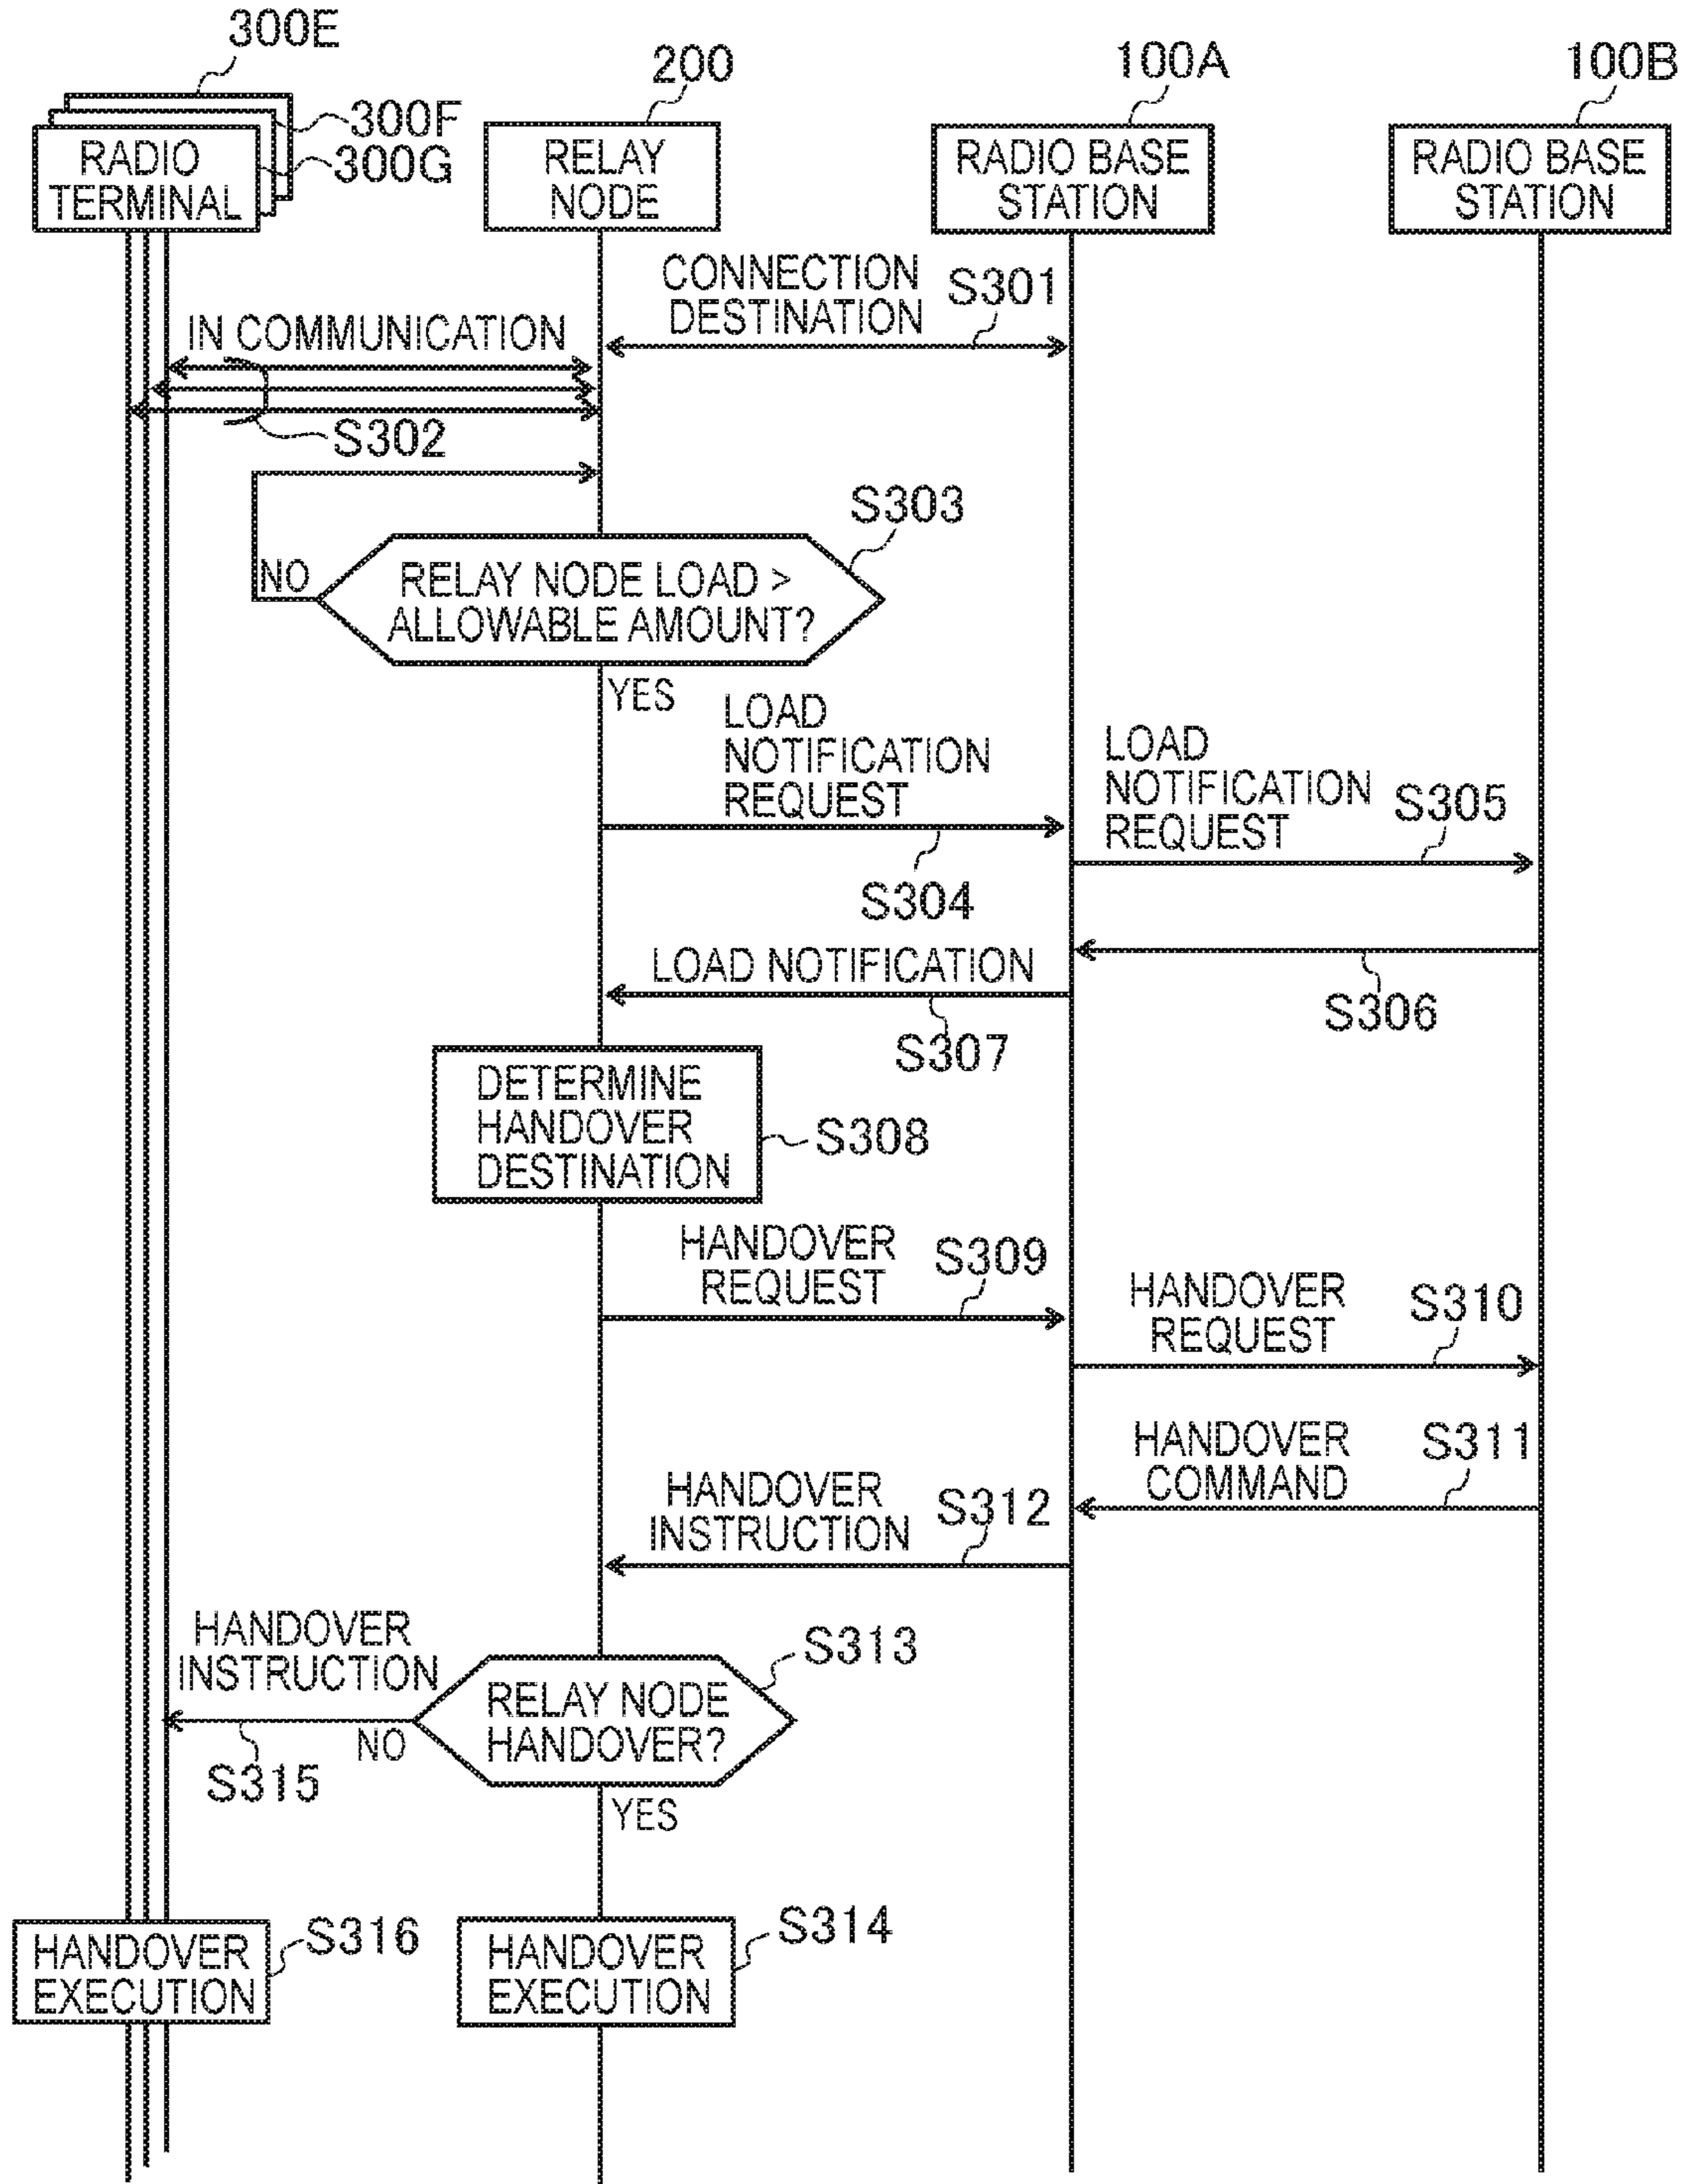 300E
200
100A
100B
300F
300G
RADIO
TERMINAL
RELAY
NODE
RADIO BASE
STATION
RADIO BASE
STATION
CONNECTION
DESTINATION
S301
IN COMMUNICATION
S302
S303
NO
RELAY NODE LOAD >
ALLOWABLE AMOUNT?
YES
LOAD
NOTIFICATION
REQUEST
S304
LOAD
NOTIFICATION
REQUEST
S305
LOAD NOTIFICATION
S306
S307
DETERMINE
HANDOVER
DESTINATION
S308
HANDOVER
REQUEST
S309
HANDOVER
REQUEST
S310
HANDOVER
COMMAND
S311
HANDOVER
INSTRUCTION
S312
HANDOVER
INSTRUCTION
S313
RELAY NODE
HANDOVER?
NO
S315
YES
HANDOVER
EXECUTION
S316
HANDOVER
EXECUTION
S314